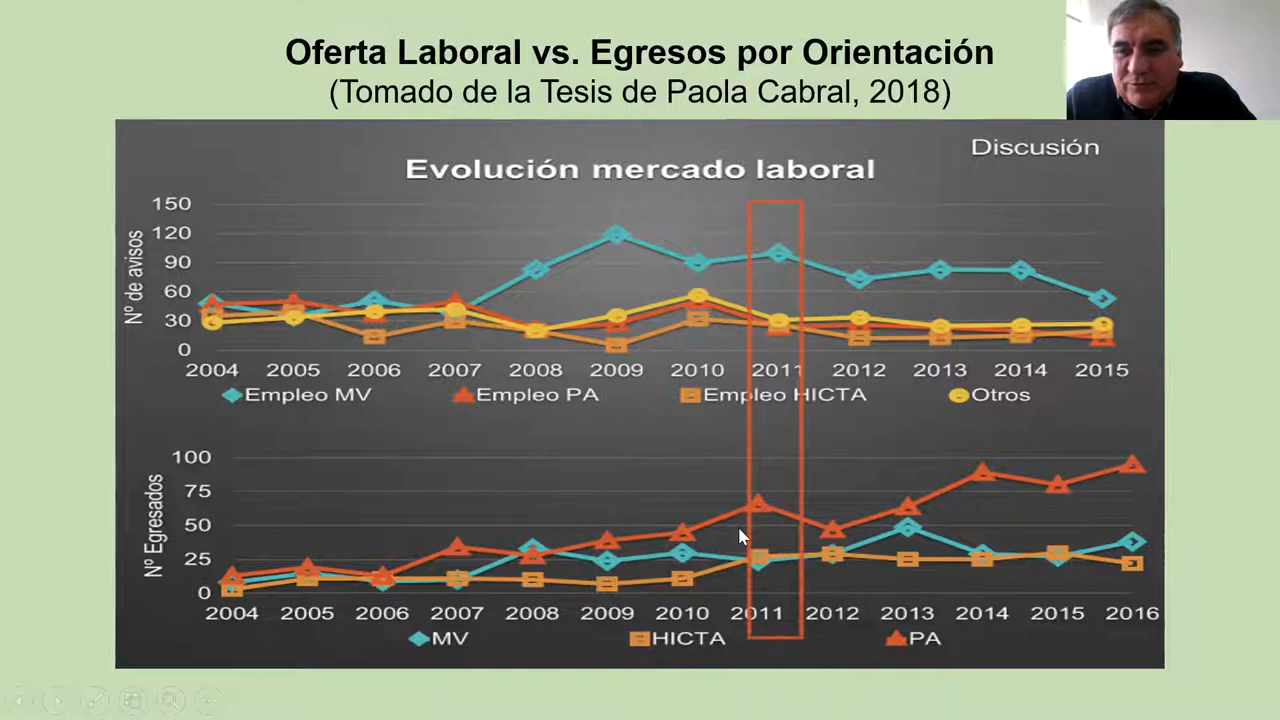 Oferta Laboral vs. Egresos por Orientación
(Tomado de la Tesis de Paola Cabral, 2018)
Discusión
Evolución mercado laboral
Nº de avisos
150
120
90
60
30
0
2004 2005 2006 2007 2008 2009 2010 2011 2012 2013 2014 2015
Empleo MV Empleo PA Empleo HICTA Otros
Nº Egresados
100
75
50
25
0
2004 2005 2006 2007 2008 2009 2010 2011 2012 2013 2014 2015 2016
MV HICTA PA